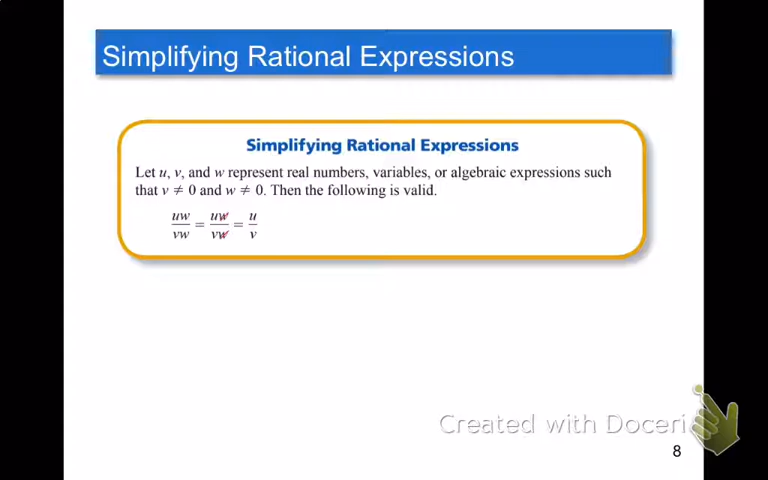 Simplifying Rational Expressions
Simplifying Rational Expressions
Let u, v, and w represent real numbers, variables, or algebraic expressions such
that v ≠ 0 and w ≠ 0. Then the following is valid.
uw/vw = uw/vw = u/v
Created with Doceri
8